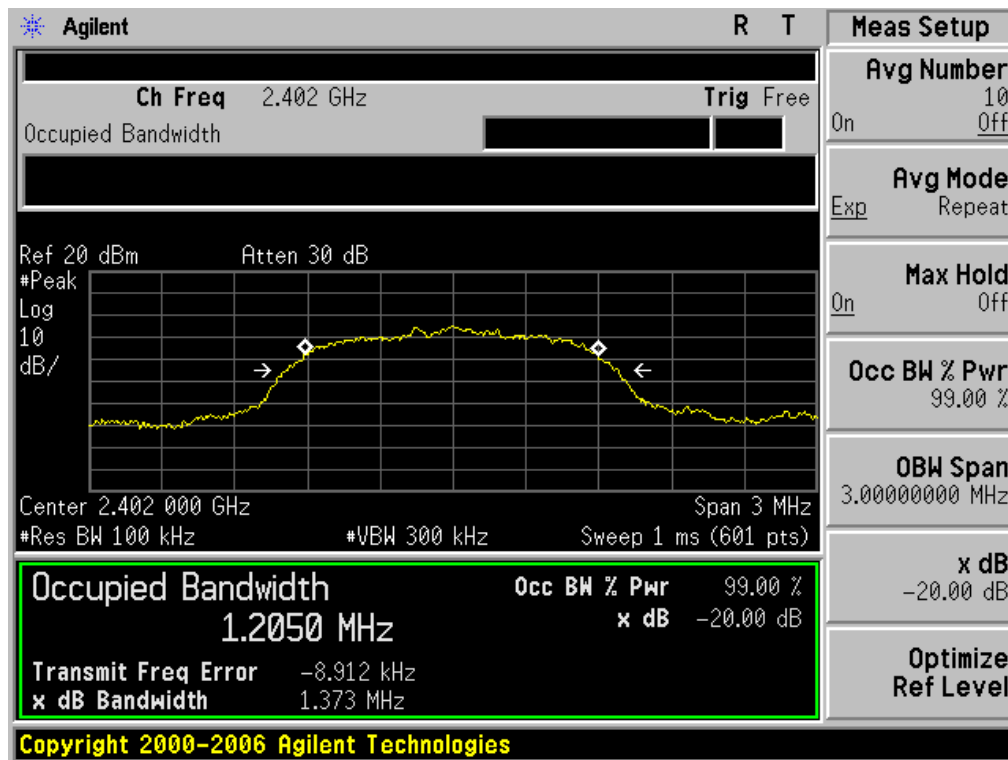 Agilent R T
Ch Freq 2.402 GHz Trig Free
Occupied Bandwidth
Ref 20 dBm Atten 30 dB
#Peak
Log
10
dB/
Center 2.402 000 GHz Span 3 MHz
#Res BW 100 kHz #VBW 300 kHz Sweep 1 ms (601 pts)
Occupied Bandwidth Occ BW % Pwr 99.00 %
1.2050 MHz x dB -20.00 dB
Transmit Freq Error -8.912 kHz
x dB Bandwidth 1.373 MHz
Copyright 2000-2006 Agilent Technologies
Meas Setup
Avg Number
10
On Off
Avg Mode
Exp Repeat
Max Hold
On Off
Occ BW % Pwr
99.00 %
OBW Span
3.00000000 MHz
x dB
-20.00 dB
Optimize
Ref Level